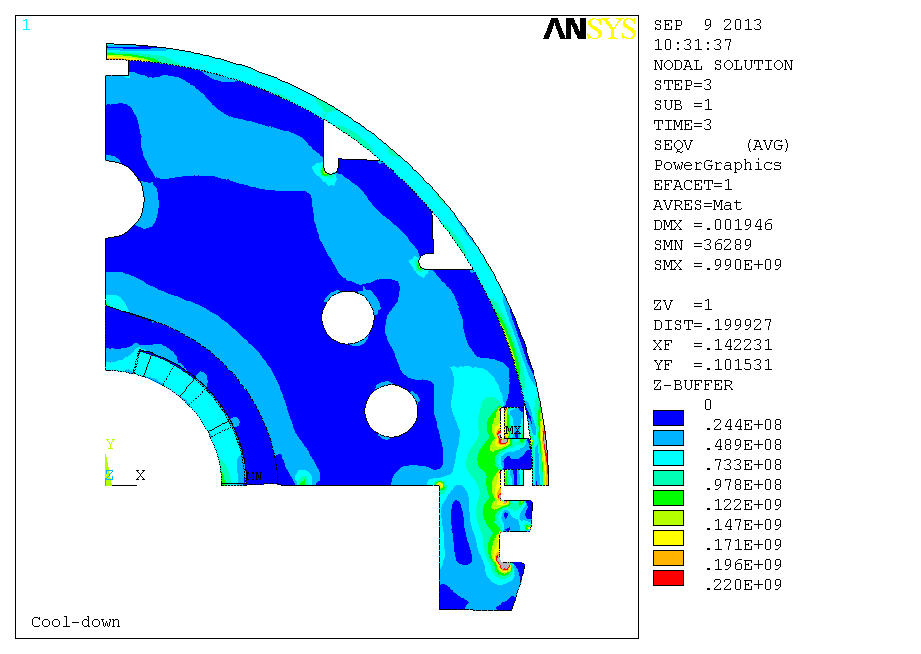 1
ANSYS
SEP 9 2013
10:31:37
NODAL SOLUTION
STEP=3
SUB =1
TIME=3
SEQV (AVG)
PowerGraphics
EFACET=1
AVRES=Mat
DMX =.001946
SMN =36289
SMX =.990E+09
ZV =1
DIST=.199927
XF =.142231
YF =.101531
Z-BUFFER
0
.244E+08
.489E+08
.733E+08
.978E+08
.122E+09
.147E+09
.171E+09
.196E+09
.220E+09
MX
Y
Z X
Cool-down